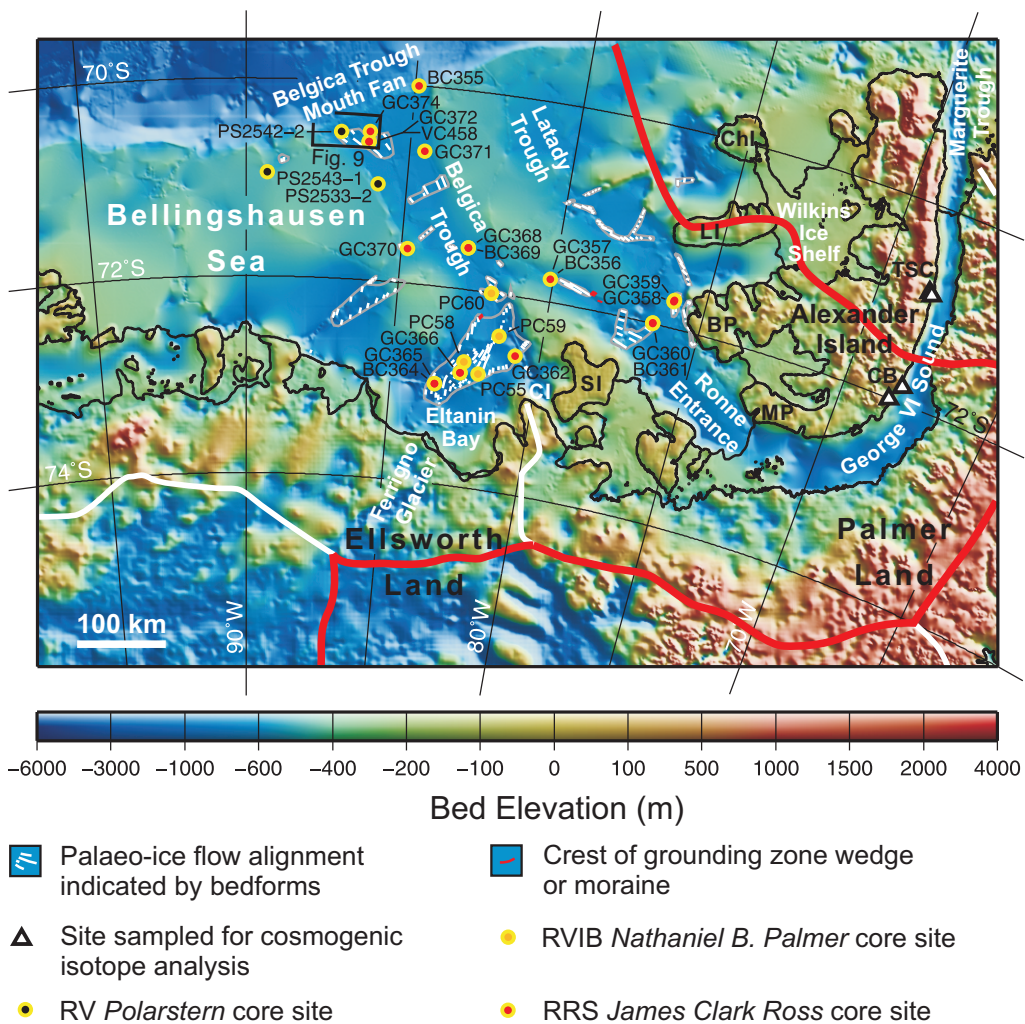 70°S
Belgica Trough
Mouth Fan
BC355
GC374
GC372
PS2542–2
VC458
GC371
Fig. 9
PS2543–1
PS2533–2
Latady
Trough
Marguerite
Trough
ChI
Bellingshausen
Sea
Belgica
Trough
GC370
GC368
BC369
GC357
BC356
LI
Wilkins
Ice
Shelf
72°S
TSC
GC359
GC358
PC60
PC58
PC59
GC366
GC365
BC364
GC362
PC55
BP
Alexander
Island
GC360
BC361
CB
SI
CI
Eltanin
Bay
Ronne
Entrance
MP
George VI Sound
72°S
74°S
Ferrigno
Glacier
Ellsworth
Land
Palmer
Land
100 km
90°W
80°W
70°W
–6000 –3000 –1000 –600 –400 –200 –100 0 100 500 1000 1500 2000 4000
Bed Elevation (m)
Palaeo-ice flow alignment
indicated by bedforms
Crest of grounding zone wedge
or moraine
Site sampled for cosmogenic
isotope analysis
RVIB Nathaniel B. Palmer core site
RV Polarstern core site
RRS James Clark Ross core site